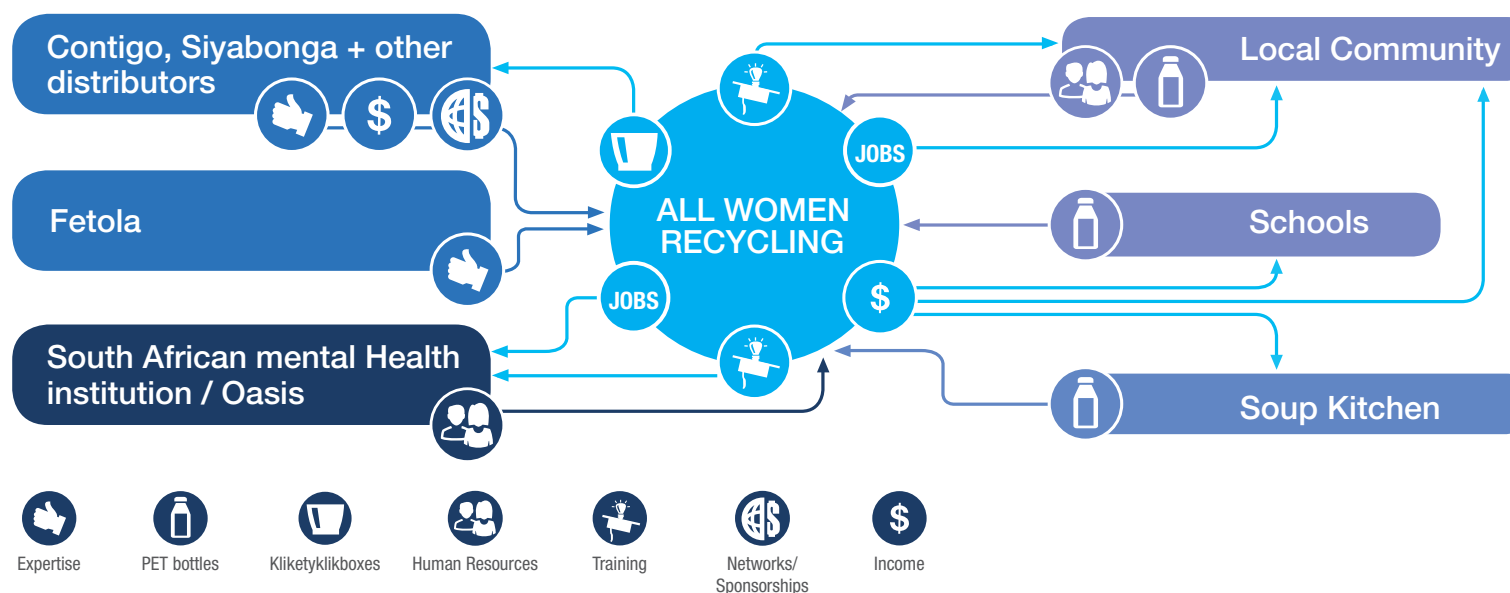 Contigo, Siyabonga + other
distributors
$
$
Fetola
South African mental Health
institution / Oasis
JOBS
ALL WOMEN
RECYCLING
JOBS
$
Local Community
Schools
Soup Kitchen
Expertise
PET bottles
Kliketyklikboxes
Human Resources
Training
$
Networks/
Sponsorships
$
Income